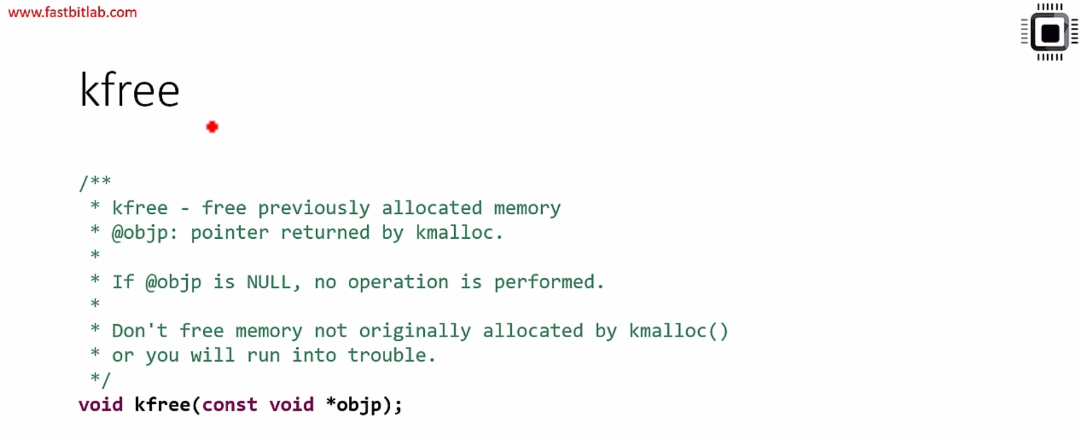 www.fastbitlab.com
kfree
/**
 * kfree - free previously allocated memory
 * @objp: pointer returned by kmalloc.
 *
 * If @objp is NULL, no operation is performed.
 *
 * Don't free memory not originally allocated by kmalloc()
 * or you will run into trouble.
 */
void kfree(const void *objp);